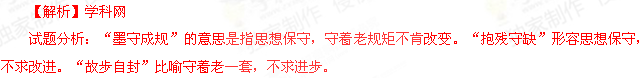 【解析】学科网
试题分析：“墨守成规”的意思是指思想保守，守着老规矩不肯改变。“抱残守缺”形容思想保守，
不求改进。“故步自封”比喻守着老一套，不求进步。